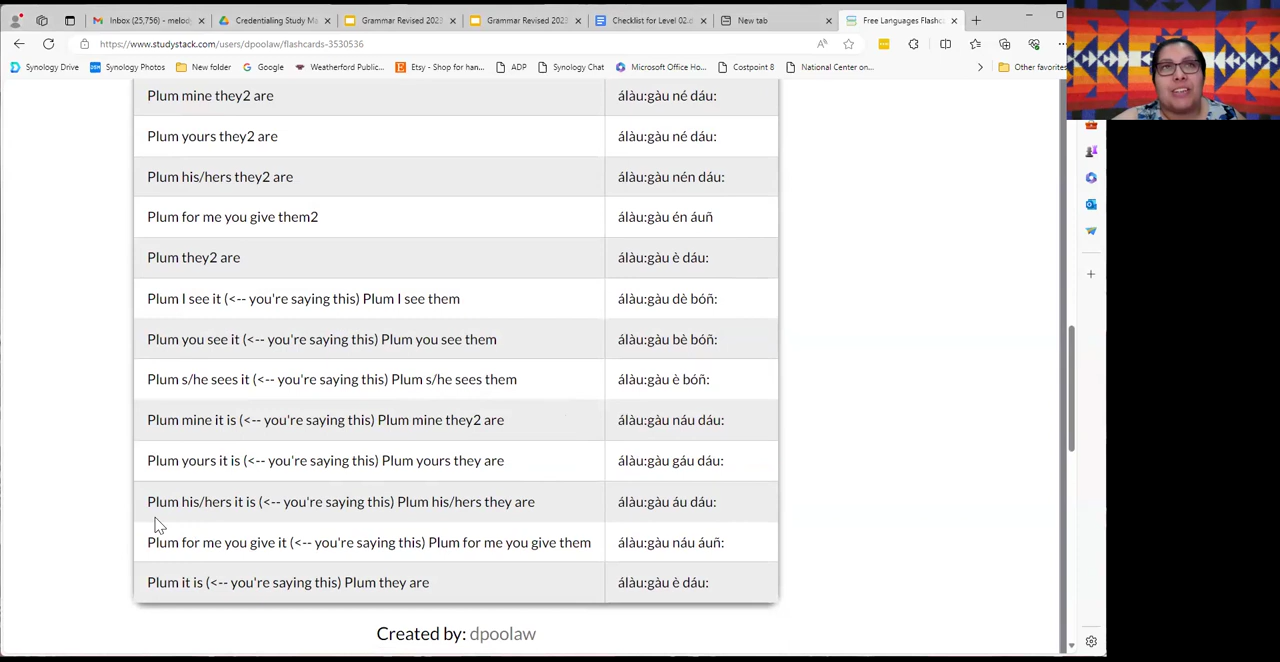 Inbox (25,756) - melody
Credentialing Study Ma
Grammar Revised 2023
Grammar Revised 2023
Checklist for Level 02.d
New tab
Free Languages Flashc
https://www.studystack.com/users/dpoolaw/flashcards-3530536
Synology Drive
Synology Photos
New folder
Google
Weatherford Public...
Etsy - Shop for han...
ADP
Synology Chat
Microsoft Office Ho...
Costpoint 8
National Center on...
Other favorites
Plum mine they2 are álàu:gàu né dáu:
Plum yours they2 are álàu:gàu né dáu:
Plum his/hers they2 are álàu:gàu nén dáu:
Plum for me you give them2 álàu:gàu én áuñ
Plum they2 are álàu:gàu è dáu:
Plum I see it (<-- you're saying this) Plum I see them álàu:gàu dè bóñ:
Plum you see it (<-- you're saying this) Plum you see them álàu:gàu bè bóñ:
Plum s/he sees it (<-- you're saying this) Plum s/he sees them álàu:gàu è bóñ:
Plum mine it is (<-- you're saying this) Plum mine they2 are álàu:gàu náu dáu:
Plum yours it is (<-- you're saying this) Plum yours they are álàu:gàu gáu dáu:
Plum his/hers it is (<-- you're saying this) Plum his/hers they are álàu:gàu áu dáu:
Plum for me you give it (<-- you're saying this) Plum for me you give them álàu:gàu náu áuñ:
Plum it is (<-- you're saying this) Plum they are álàu:gàu è dáu:
Created by: dpoolaw